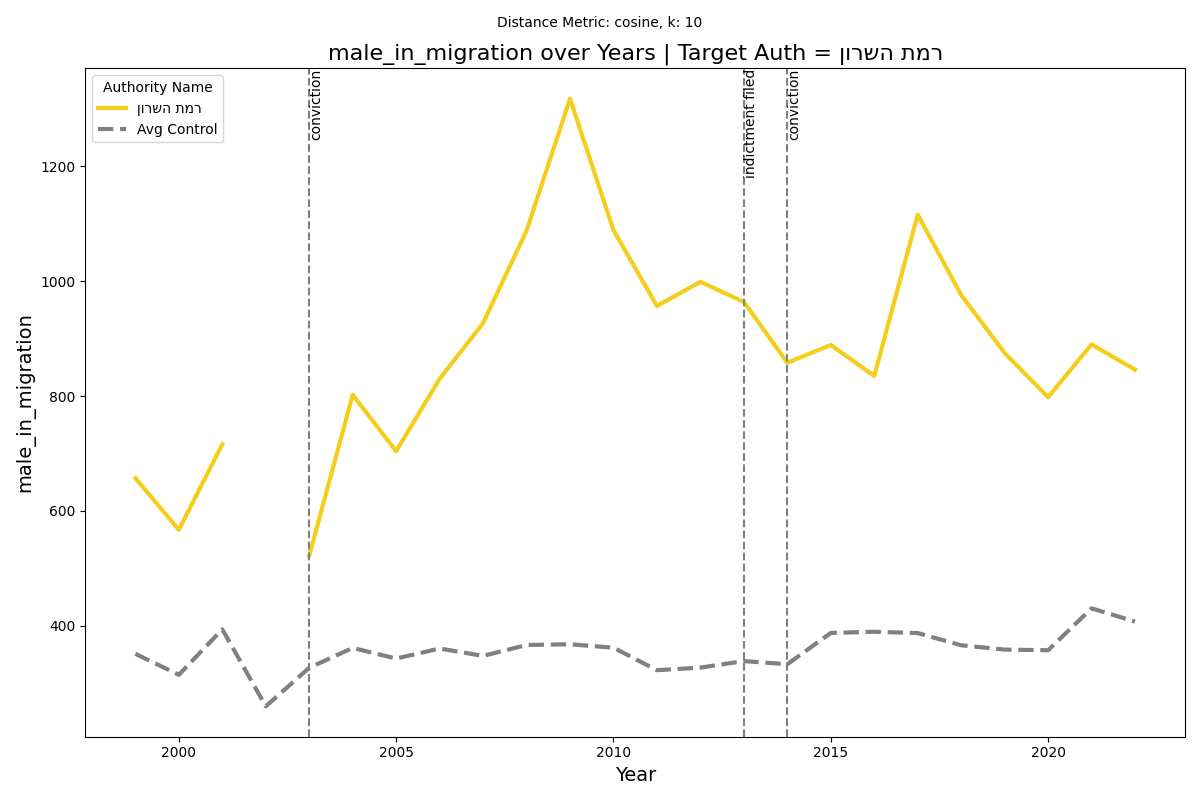 Distance Metric: cosine, k: 10
male_in_migration over Years | Target Auth = רמת השרון
Authority Name
רמת השרון
Avg Control
conviction
indictment filed
conviction
male_in_migration
1200
1000
800
600
400
2000
2005
2010
2015
2020
Year